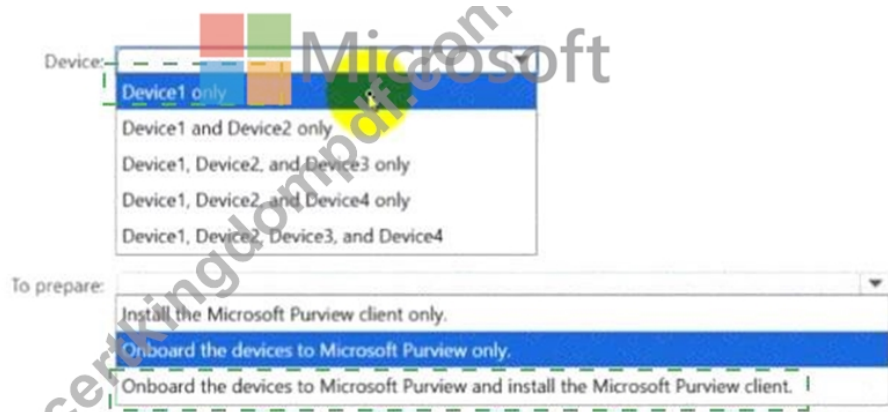 Microsoft
Device:
Device1 only
Device1 and Device2 only
Device1, Device2, and Device3 only
Device1, Device2, and Device4 only
Device1, Device2, Device3, and Device4
To prepare:
Install the Microsoft Purview client only.
Onboard the devices to Microsoft Purview only.
Onboard the devices to Microsoft Purview and install the Microsoft Purview client.
certkingdompdf.com